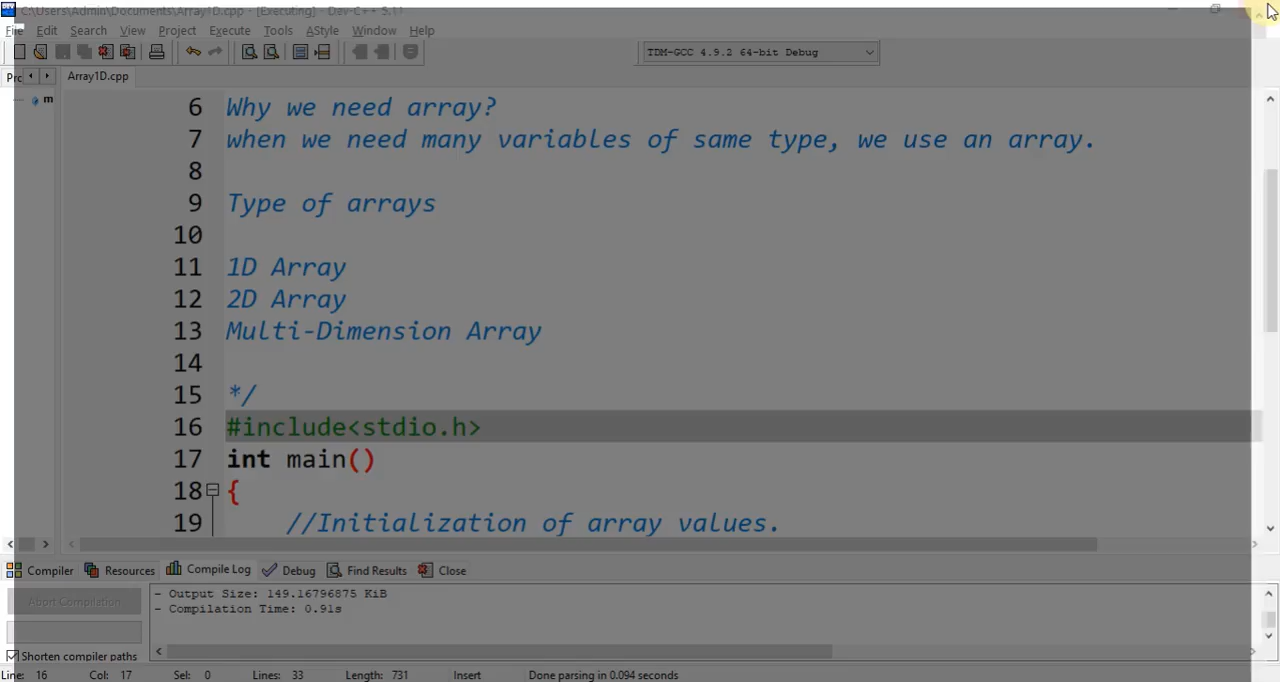 C:\Users\Admin\Documents\Array1D.cpp - [Executing] - Dev-C++ 5.11
File Edit Search View Project Execute Tools AStyle Window Help
TDM-GCC 4.9.2 64-bit Debug
Array1D.cpp
m
6 Why we need array?
7 when we need many variables of same type, we use an array.
8
9 Type of arrays
10
11 1D Array
12 2D Array
13 Multi-Dimension Array
14
15 */
16 #include<stdio.h>
17 int main()
18 {
19 //Initialization of array values.
Compiler Resources Compile Log Debug Find Results Close
Abort Compilation
Shorten compiler paths
- Output Size: 149.16796875 KiB
- Compilation Time: 0.91s
Line: 16 Col: 17 Sel: 0 Lines: 33 Length: 731 Insert Done parsing in 0.094 seconds